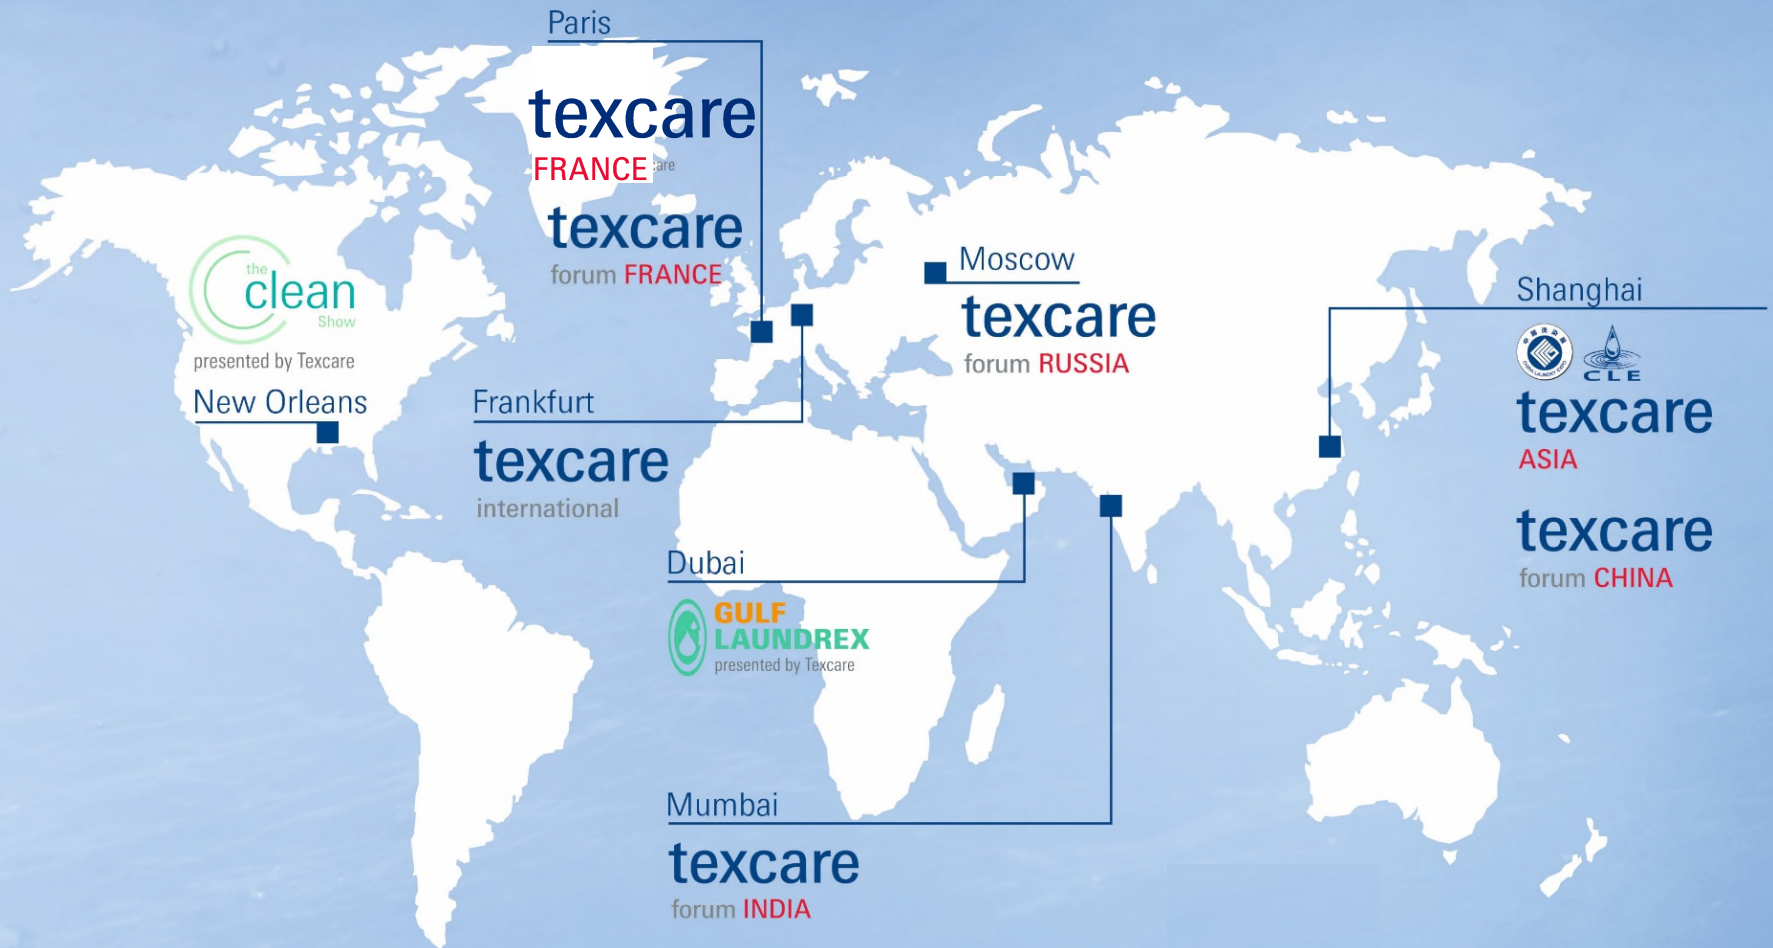 Paris
texcare
FRANCE
care
texcare
forum FRANCE
the
clean
Show
presented by Texcare
New Orleans
Frankfurt
texcare
international
Moscow
texcare
forum RUSSIA
Shanghai
CLE
texcare
ASIA
texcare
forum CHINA
Dubai
GULF
LAUNDREX
presented by Texcare
Mumbai
texcare
forum INDIA